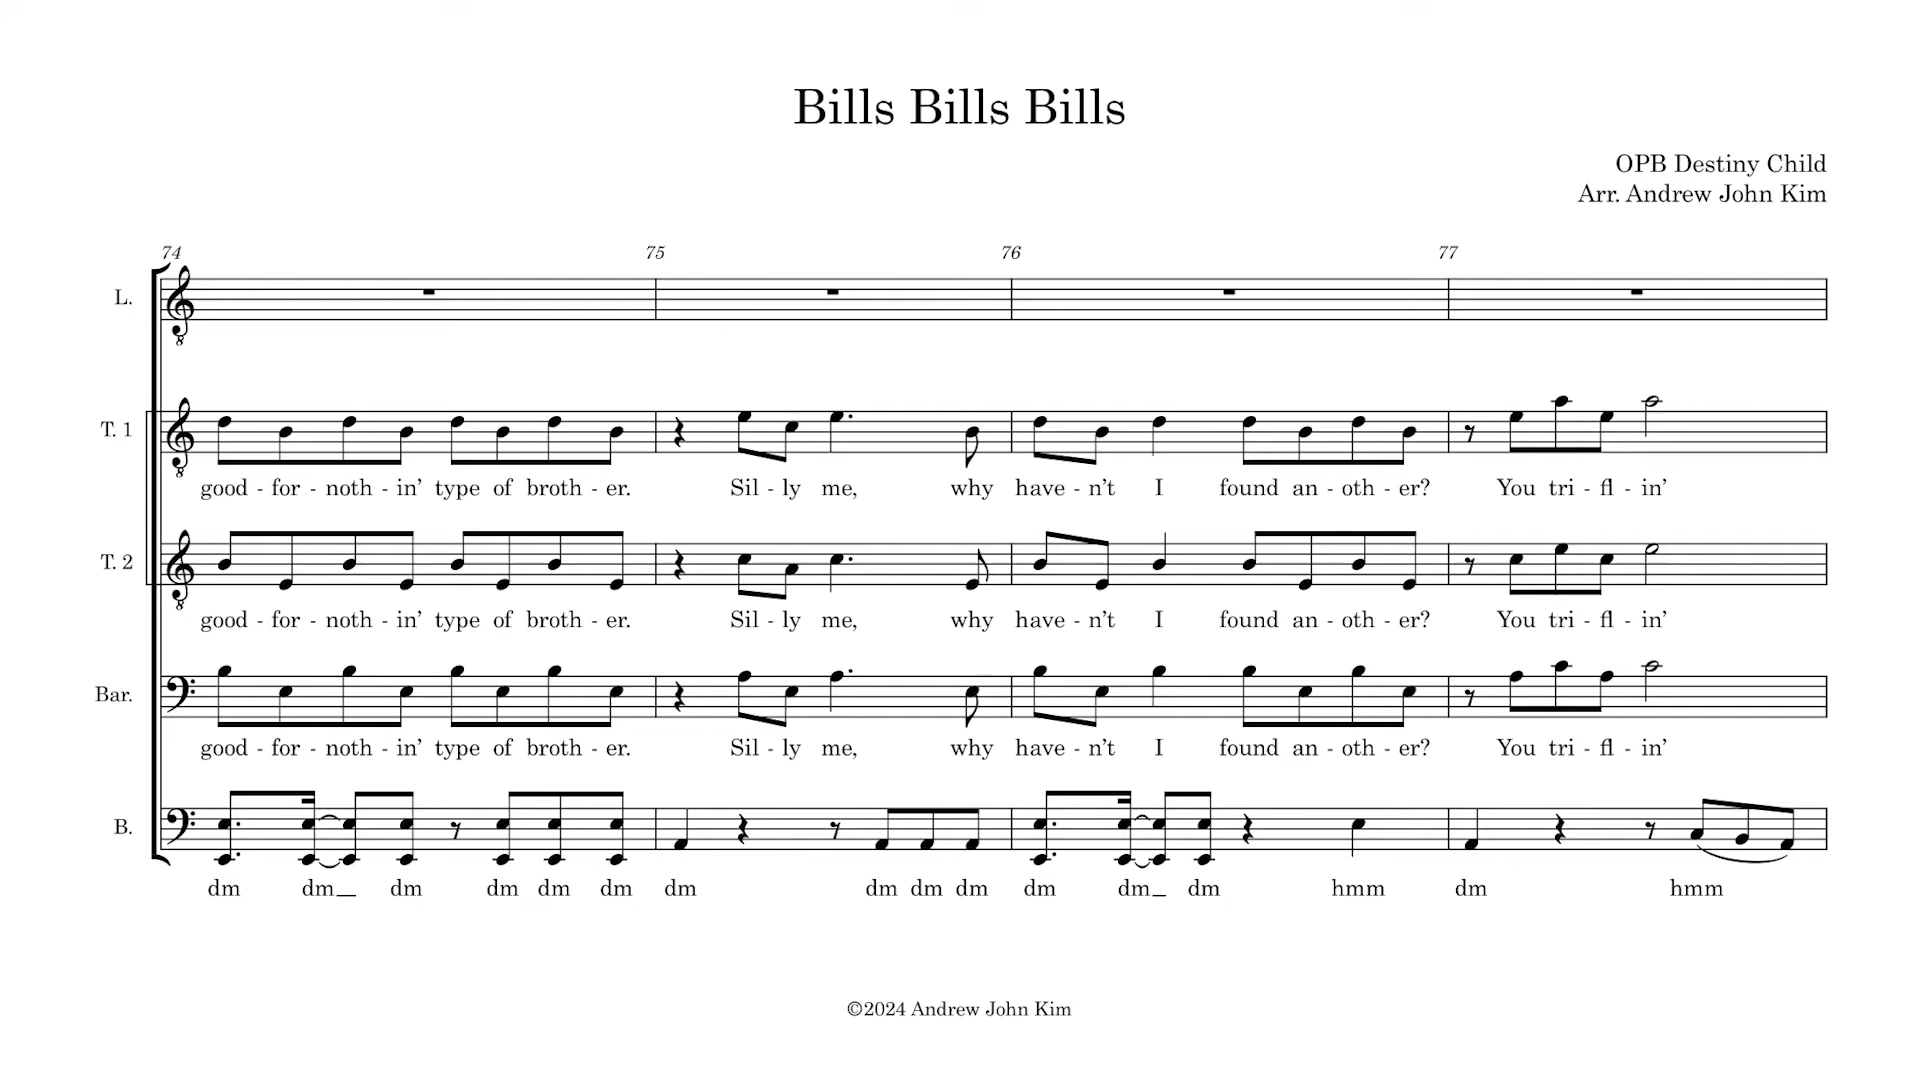 Bills Bills Bills
OPB Destiny Child
Arr. Andrew John Kim
74 75 76 77
L.
T. 1
good - for - noth - in’ type of broth - er. Sil - ly me, why have - n’t I found an - oth - er? You tri - fl - in’
T. 2
good - for - noth - in’ type of broth - er. Sil - ly me, why have - n’t I found an - oth - er? You tri - fl - in’
Bar.
good - for - noth - in’ type of broth - er. Sil - ly me, why have - n’t I found an - oth - er? You tri - fl - in’
B.
dm dm_ dm dm dm dm dm dm dm dm dm dm_ dm hmm dm hmm
©2024 Andrew John Kim